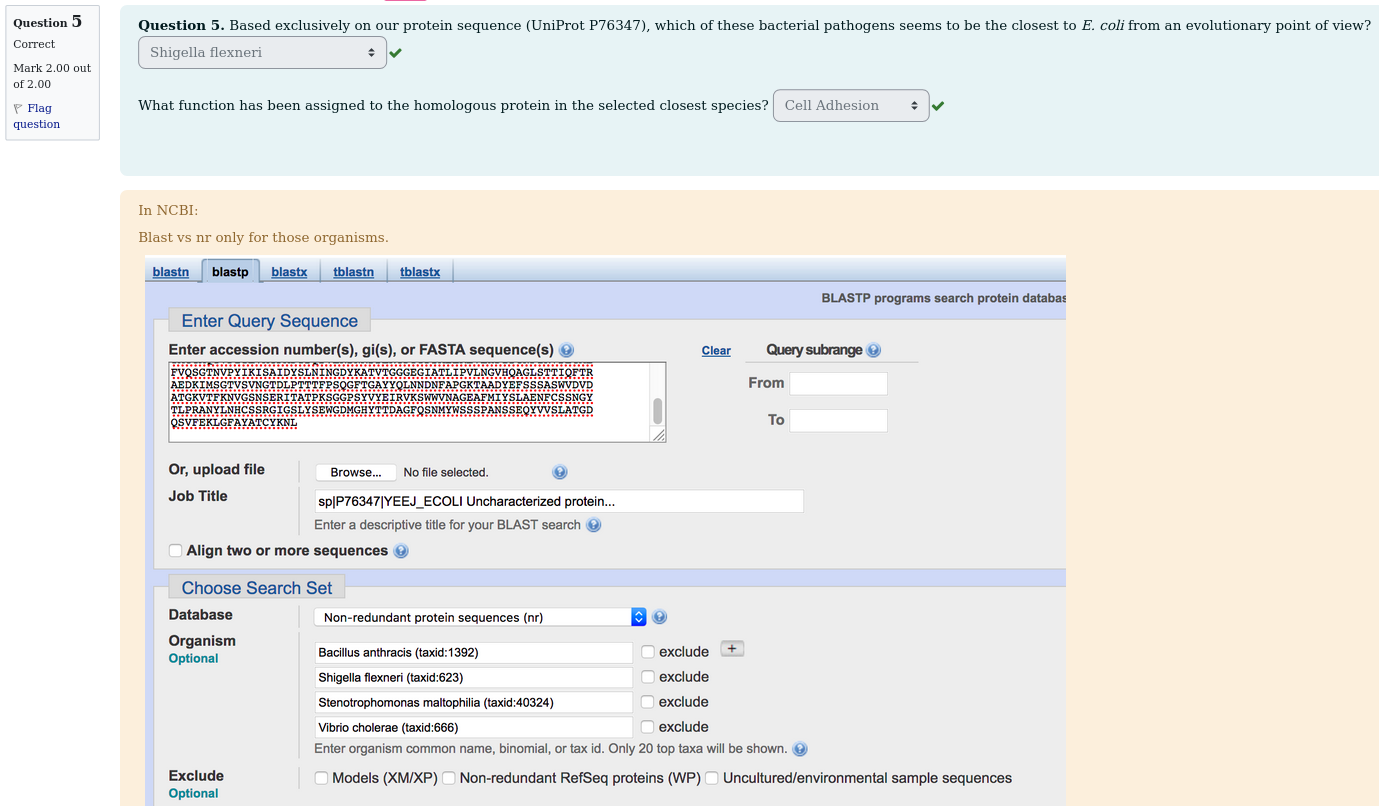 Question 5
Correct
Mark 2.00 out
of 2.00
Flag
question
Question 5. Based exclusively on our protein sequence (UniProt P76347), which of these bacterial pathogens seems to be the closest to E. coli from an evolutionary point of view?
Shigella flexneri
What function has been assigned to the homologous protein in the selected closest species? Cell Adhesion
In NCBI:
Blast vs nr only for those organisms.
blastn blastp blastx tblastn tblastx
BLASTP programs search protein databas
Enter Query Sequence
Enter accession number(s), gi(s), or FASTA sequence(s) Clear Query subrange
FVQSGTNVPYIKISAIDYSLNINGDYKATVTGGGEGIATLIPVLNGVHQAGLSTTIQFTR
AEDKIMSGTVSVNGTDLPTTTFPSQGFTGAYYQLNNDNFAPGKTAADYEFSSSASWVDVD
ATGKVTFKNVGSNSERITATPKSGGPSYVYEIRVKSWWVNAGEAFMIYSLAENFCSSNGY
TLPRANYLNHCSSRGIGSLYSEWGDMGHYTTDAGFQSNMYWSSSPANSSEQYVVSLATGD
QSVFEKLGFAYATCYKNL
From
To
Or, upload file Browse... No file selected.
Job Title sp|P76347|YEEJ_ECOLI Uncharacterized protein...
Enter a descriptive title for your BLAST search
Align two or more sequences
Choose Search Set
Database Non-redundant protein sequences (nr)
Organism
Optional
Bacillus anthracis (taxid:1392) exclude +
Shigella flexneri (taxid:623) exclude
Stenotrophomonas maltophilia (taxid:40324) exclude
Vibrio cholerae (taxid:666) exclude
Enter organism common name, binomial, or tax id. Only 20 top taxa will be shown.
Exclude Models (XM/XP) Non-redundant RefSeq proteins (WP) Uncultured/environmental sample sequences
Optional